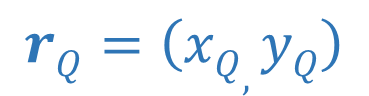 r_Q = (x_Q, y_Q)